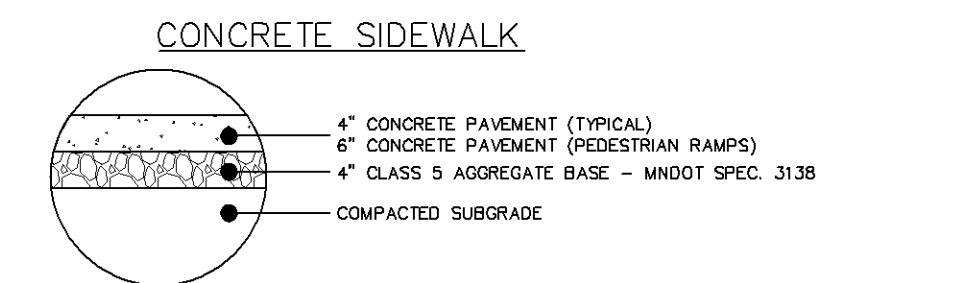 CONCRETE SIDEWALK
4" CONCRETE PAVEMENT (TYPICAL)
6" CONCRETE PAVEMENT (PEDESTRIAN RAMPS)
4" CLASS 5 AGGREGATE BASE - MNDOT SPEC. 3138
COMPACTED SUBGRADE